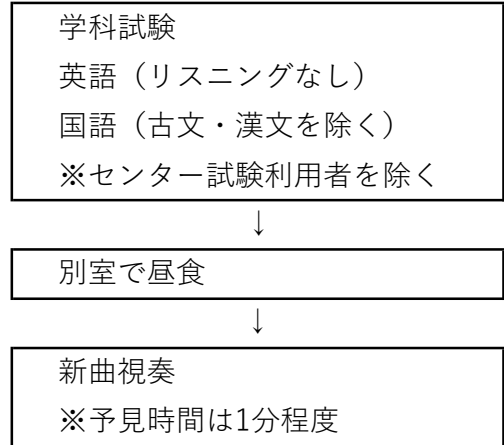 学科試験
英語（リスニングなし）
国語（古文・漢文を除く）
※センター試験利用者を除く
↓
別室で昼食
↓
新曲視奏
※予見時間は1分程度